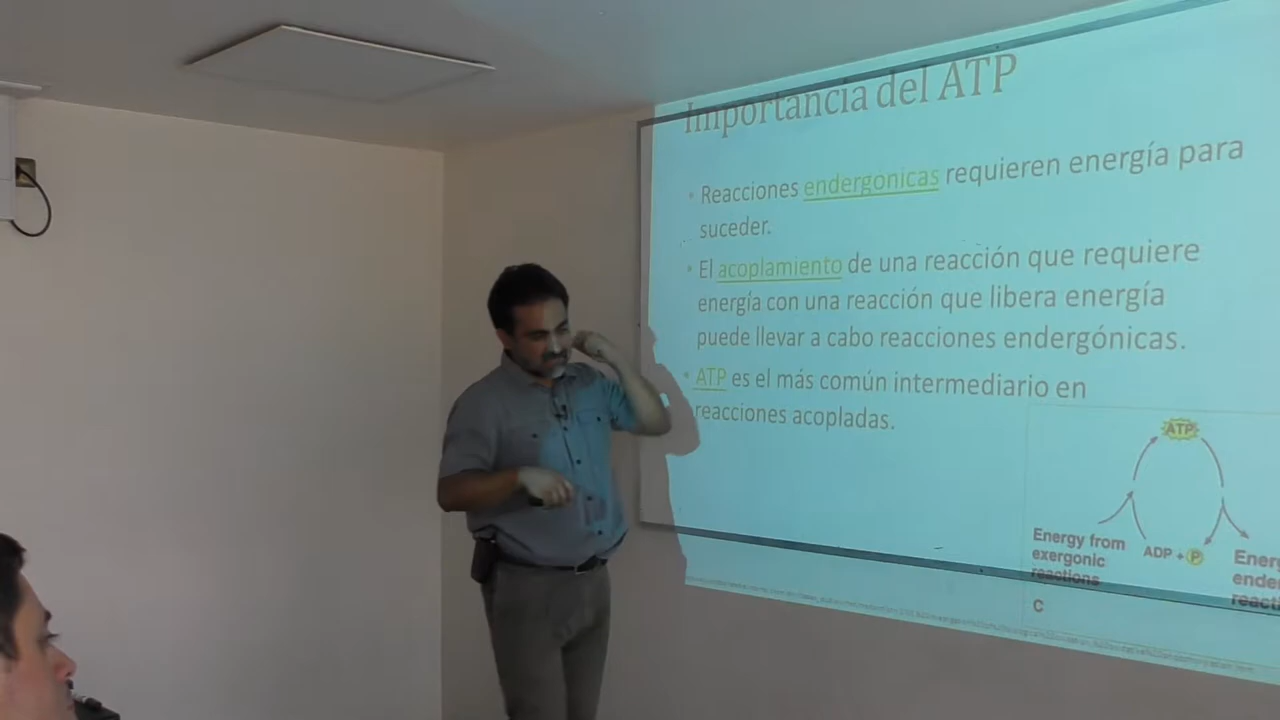 Importancia del ATP
• Reacciones endergonicas requieren energía para
suceder.
• El acoplamiento de una reacción que requiere
energía con una reacción que libera energía
puede llevar a cabo reacciones endergónicas.
• ATP es el más común intermediario en
reacciones acopladas.
ATP
Energy from
exergonic
reactions
ADP + P
C